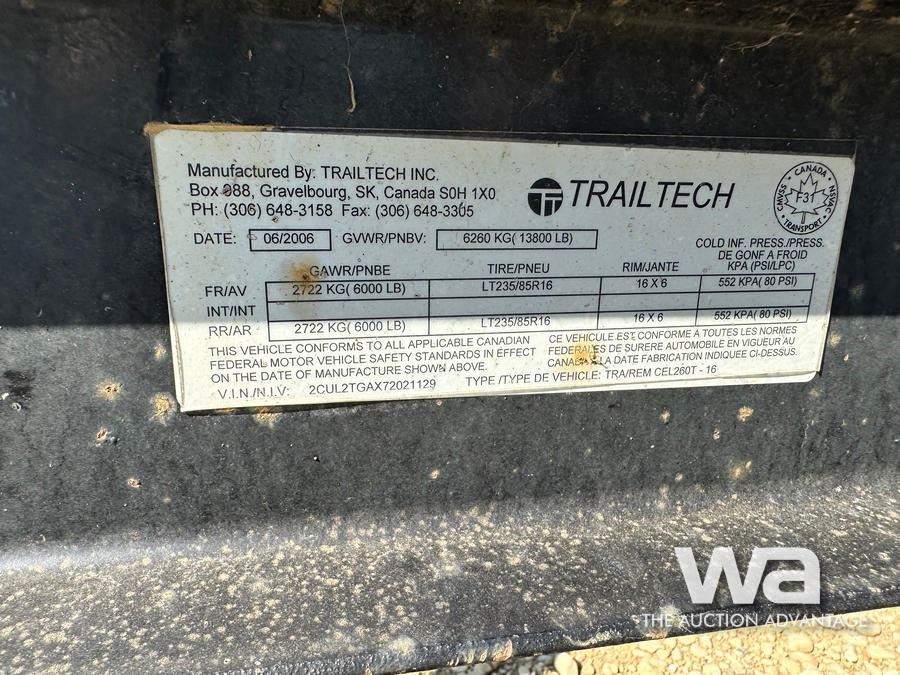 Manufactured By: TRAILTECH INC.
Box 988, Gravelbourg, SK, Canada S0H 1X0
PH: (306) 648-3158 Fax: (306) 648-3305
TRAILTECH
CANADA
CMVSS
NSVAC
F31
TRANSPORT
DATE: 06/2006 GVWR/PNBV: 6260 KG( 13800 LB)
COLD INF. PRESS./PRESS.
DE GONF A FROID
GAWR/PNBE TIRE/PNEU RIM/JANTE KPA (PSI/LPC)
FR/AV 2722 KG( 6000 LB) LT235/85R16 16 X 6 552 KPA( 80 PSI)
INT/INT
RR/AR 2722 KG( 6000 LB) LT235/85R16 16 X 6 552 KPA( 80 PSI)
THIS VEHICLE CONFORMS TO ALL APPLICABLE CANADIAN
FEDERAL MOTOR VEHICLE SAFETY STANDARDS IN EFFECT
ON THE DATE OF MANUFACTURE SHOWN ABOVE.
CE VEHICULE EST CONFORME A TOUTES LES NORMES
FEDERALES DE SURERE AUTOMOBILE EN VIGUEUR AU
CANADA A LA DATE FABRICATION INDIQUEE CI-DESSUS.
V.I.N./N.I.V: 2CUL2TGAX72021129 TYPE /TYPE DE VEHICLE: TRA/REM CEL260T - 16
wa
THE AUCTION ADVANTAGE